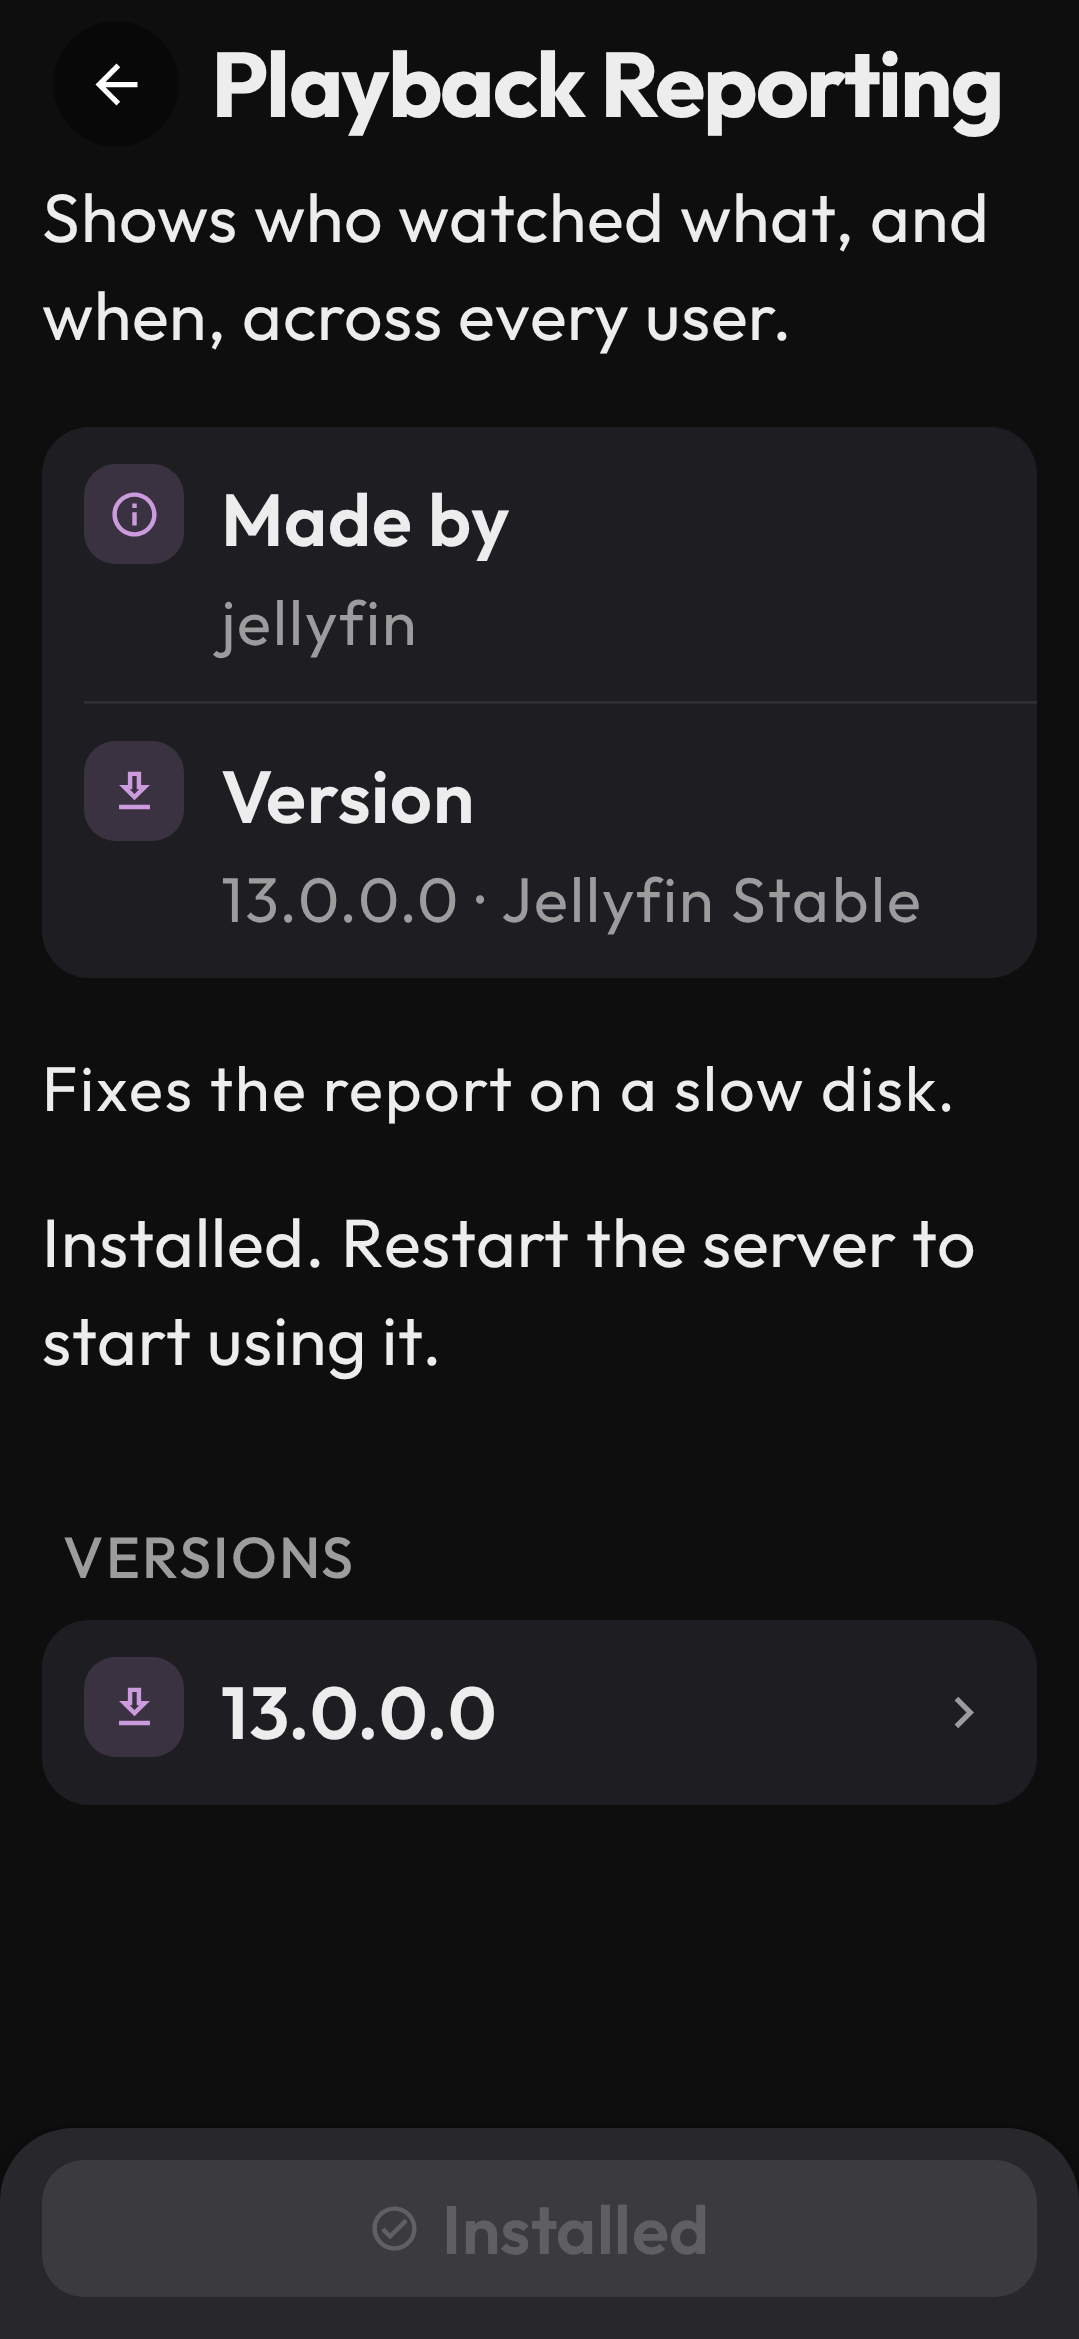 Playback Reporting
Shows who watched what, and
when, across every user.
Made by
jellyfin
Version
13.0.0.0 · Jellyfin Stable
Fixes the report on a slow disk.
Installed. Restart the server to
start using it.
VERSIONS
13.0.0.0
Installed